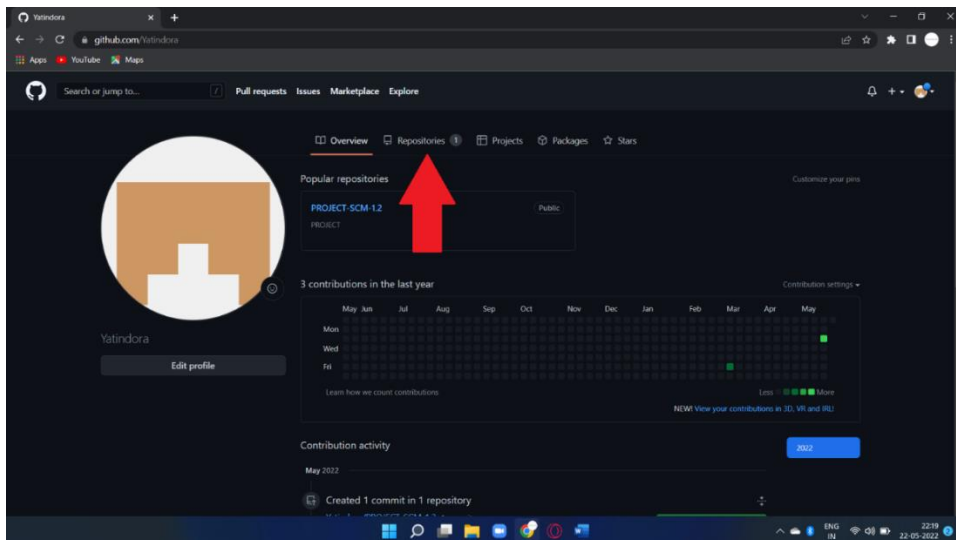 Yatindora
github.com/Yatindora
Apps YouTube Maps
Search or jump to... / Pull requests Issues Marketplace Explore
Overview Repositories 1 Projects Packages Stars
Popular repositories Customize your pins
PROJECT-SCM-1.2 Public
PROJECT
3 contributions in the last year Contribution settings
May Jun Jul Aug Sep Oct Nov Dec Jan Feb Mar Apr May
Mon
Wed
Fri
Learn how we count contributions Less More
NEW! View your contributions in 3D, VR and IRL!
Yatindora
Edit profile
Contribution activity 2022
May 2022
Created 1 commit in 1 repository
ENG 22:19
IN 22-05-2022